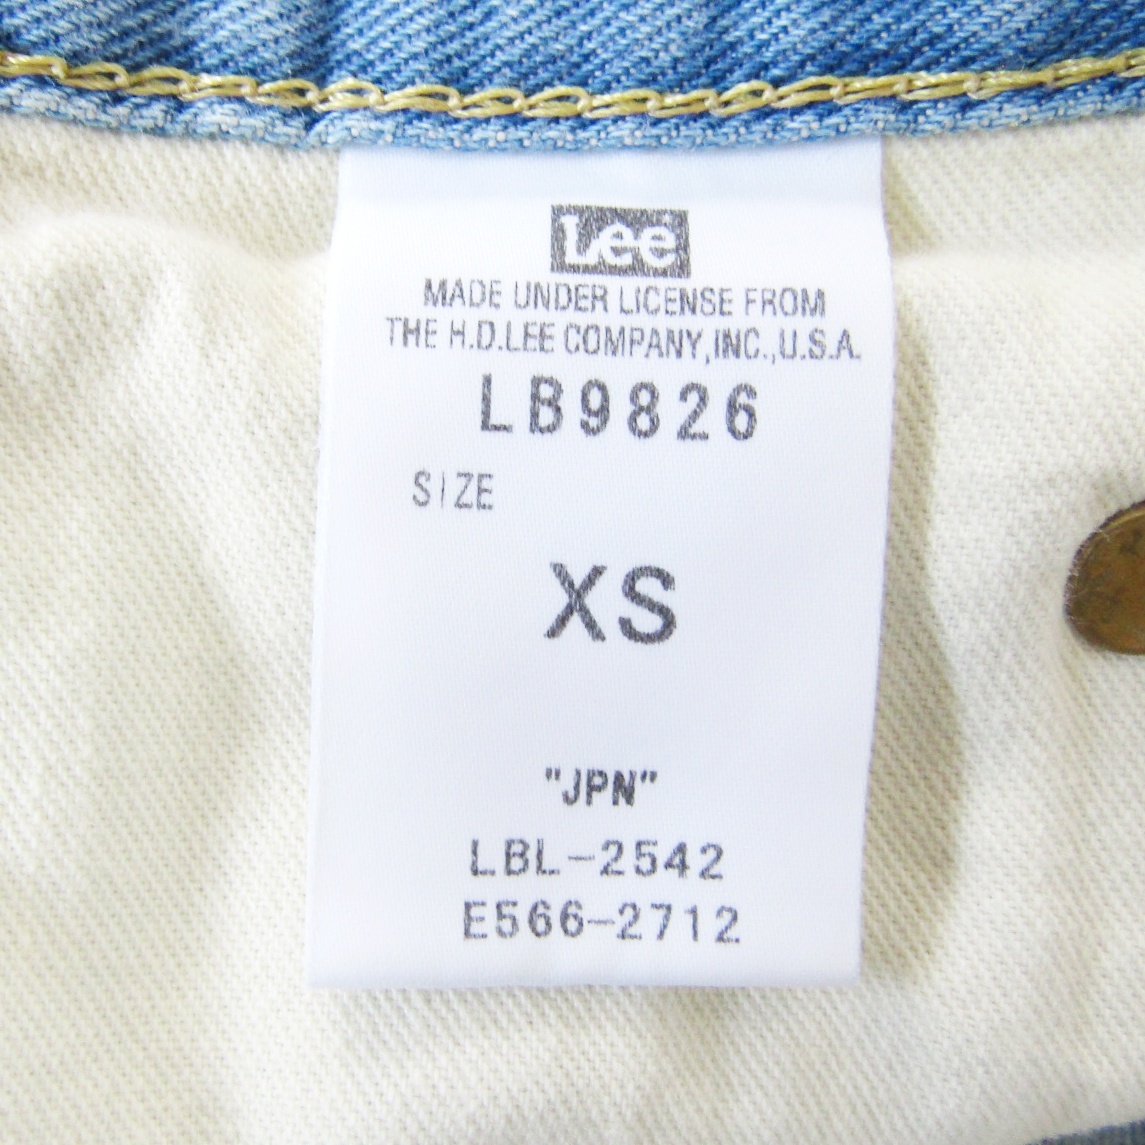 Lee
MADE UNDER LICENSE FROM
THE H.D.LEE COMPANY,INC.,U.S.A.
LB9826
SIZE
XS
"JPN"
LBL-2542
E566-2712